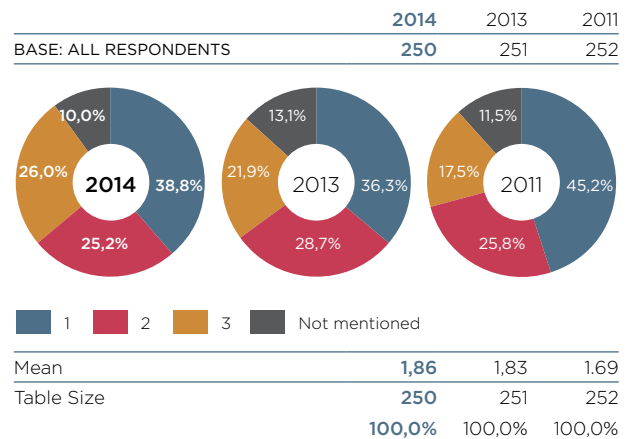 2014 2013 2011
BASE: ALL RESPONDENTS 250 251 252
10,0% 13,1% 11,5%
26,0% 2014 38,8% 21,9% 2013 36,3% 17,5% 2011 45,2%
25,2% 28,7% 25,8%
1 2 3 Not mentioned
Mean 1,86 1,83 1.69
Table Size 250 251 252
100,0% 100,0% 100,0%